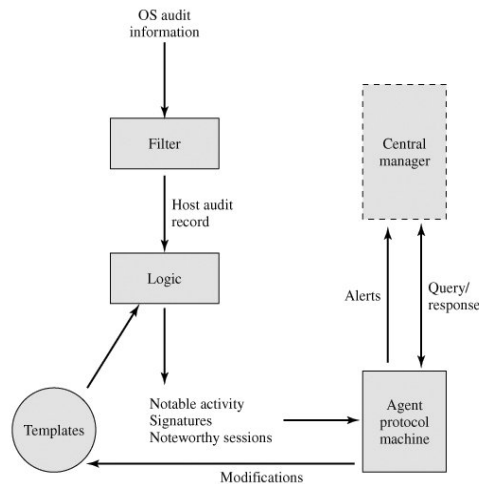 OS audit
information
Filter
Central
manager
Host audit
record
Logic
Alerts
Query/
response
Notable activity
Signatures
Noteworthy sessions
Templates
Agent
protocol
machine
Modifications